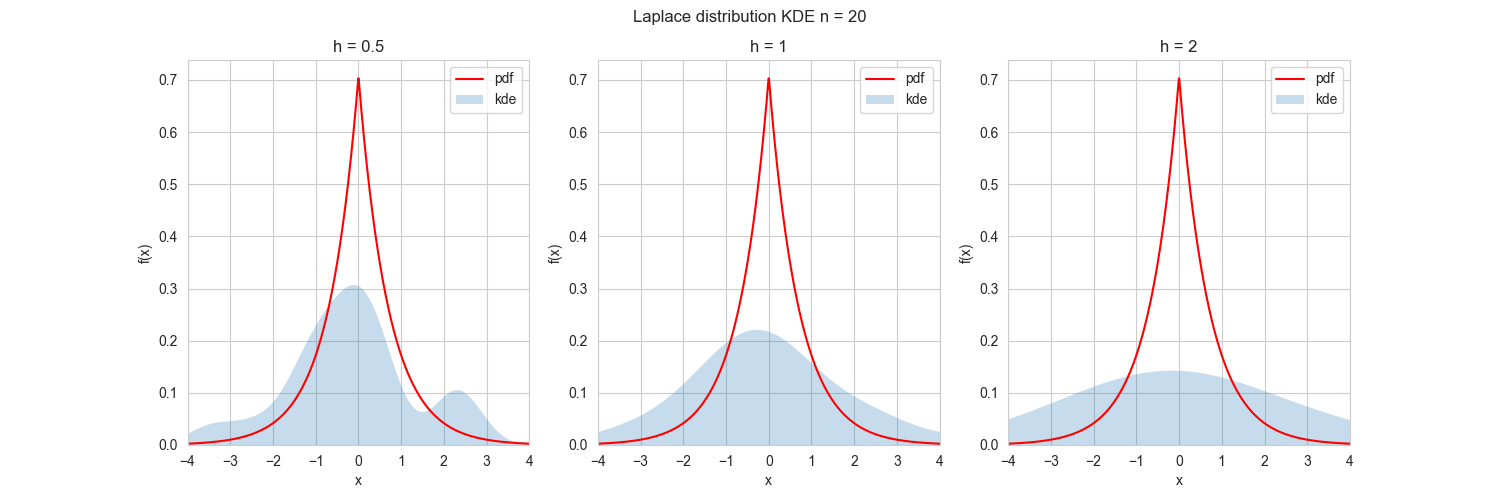 Laplace distribution KDE n = 20
h = 0.5
0.7
0.6
0.5
0.4
0.3
0.2
0.1
0.0
f(x)
−4 −3 −2 −1 0 1 2 3 4
x
pdf
kde
h = 1
0.7
0.6
0.5
0.4
0.3
0.2
0.1
0.0
f(x)
−4 −3 −2 −1 0 1 2 3 4
x
pdf
kde
h = 2
0.7
0.6
0.5
0.4
0.3
0.2
0.1
0.0
f(x)
−4 −3 −2 −1 0 1 2 3 4
x
pdf
kde